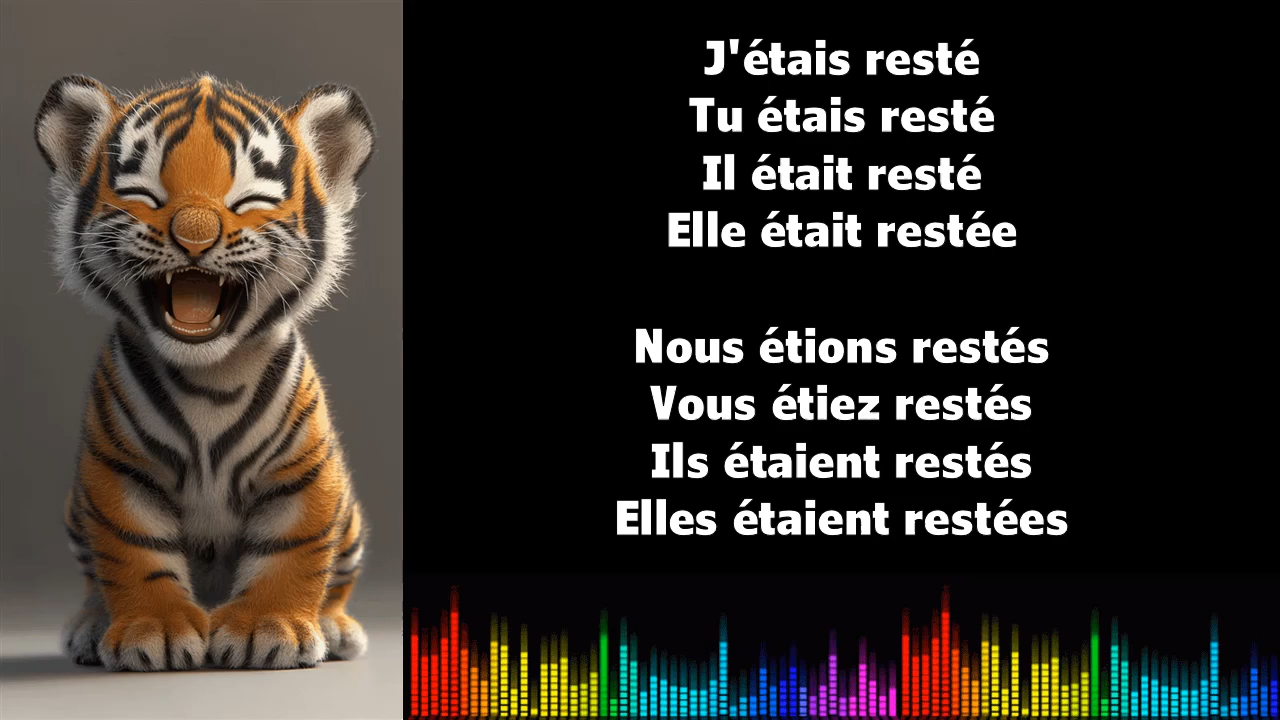 J'étais resté
Tu étais resté
Il était resté
Elle était restée
Nous étions restés
Vous étiez restés
Ils étaient restés
Elles étaient restées